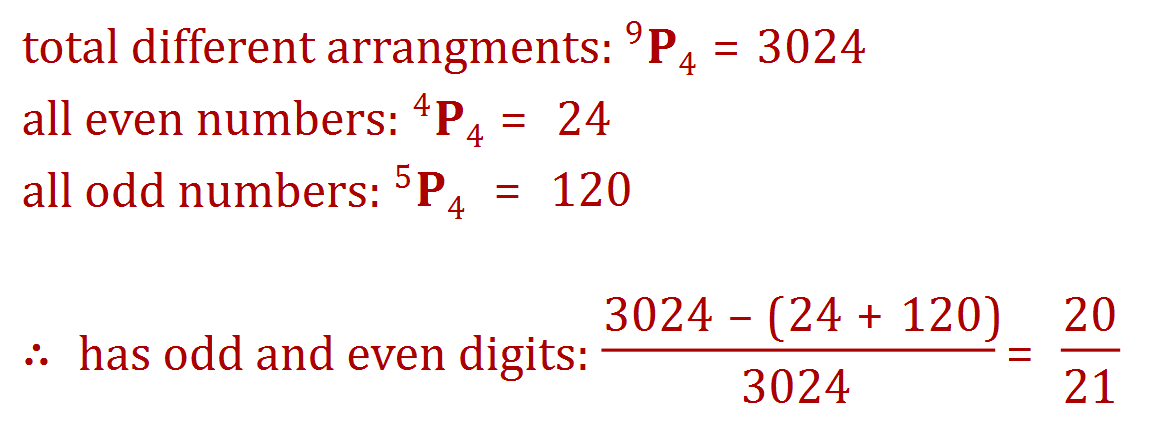 total different arrangments: ⁹P₄ = 3024
all even numbers: ⁴P₄ = 24
all odd numbers: ⁵P₄ = 120
∴ has odd and even digits: (3024 – (24 + 120))/3024 = 20/21